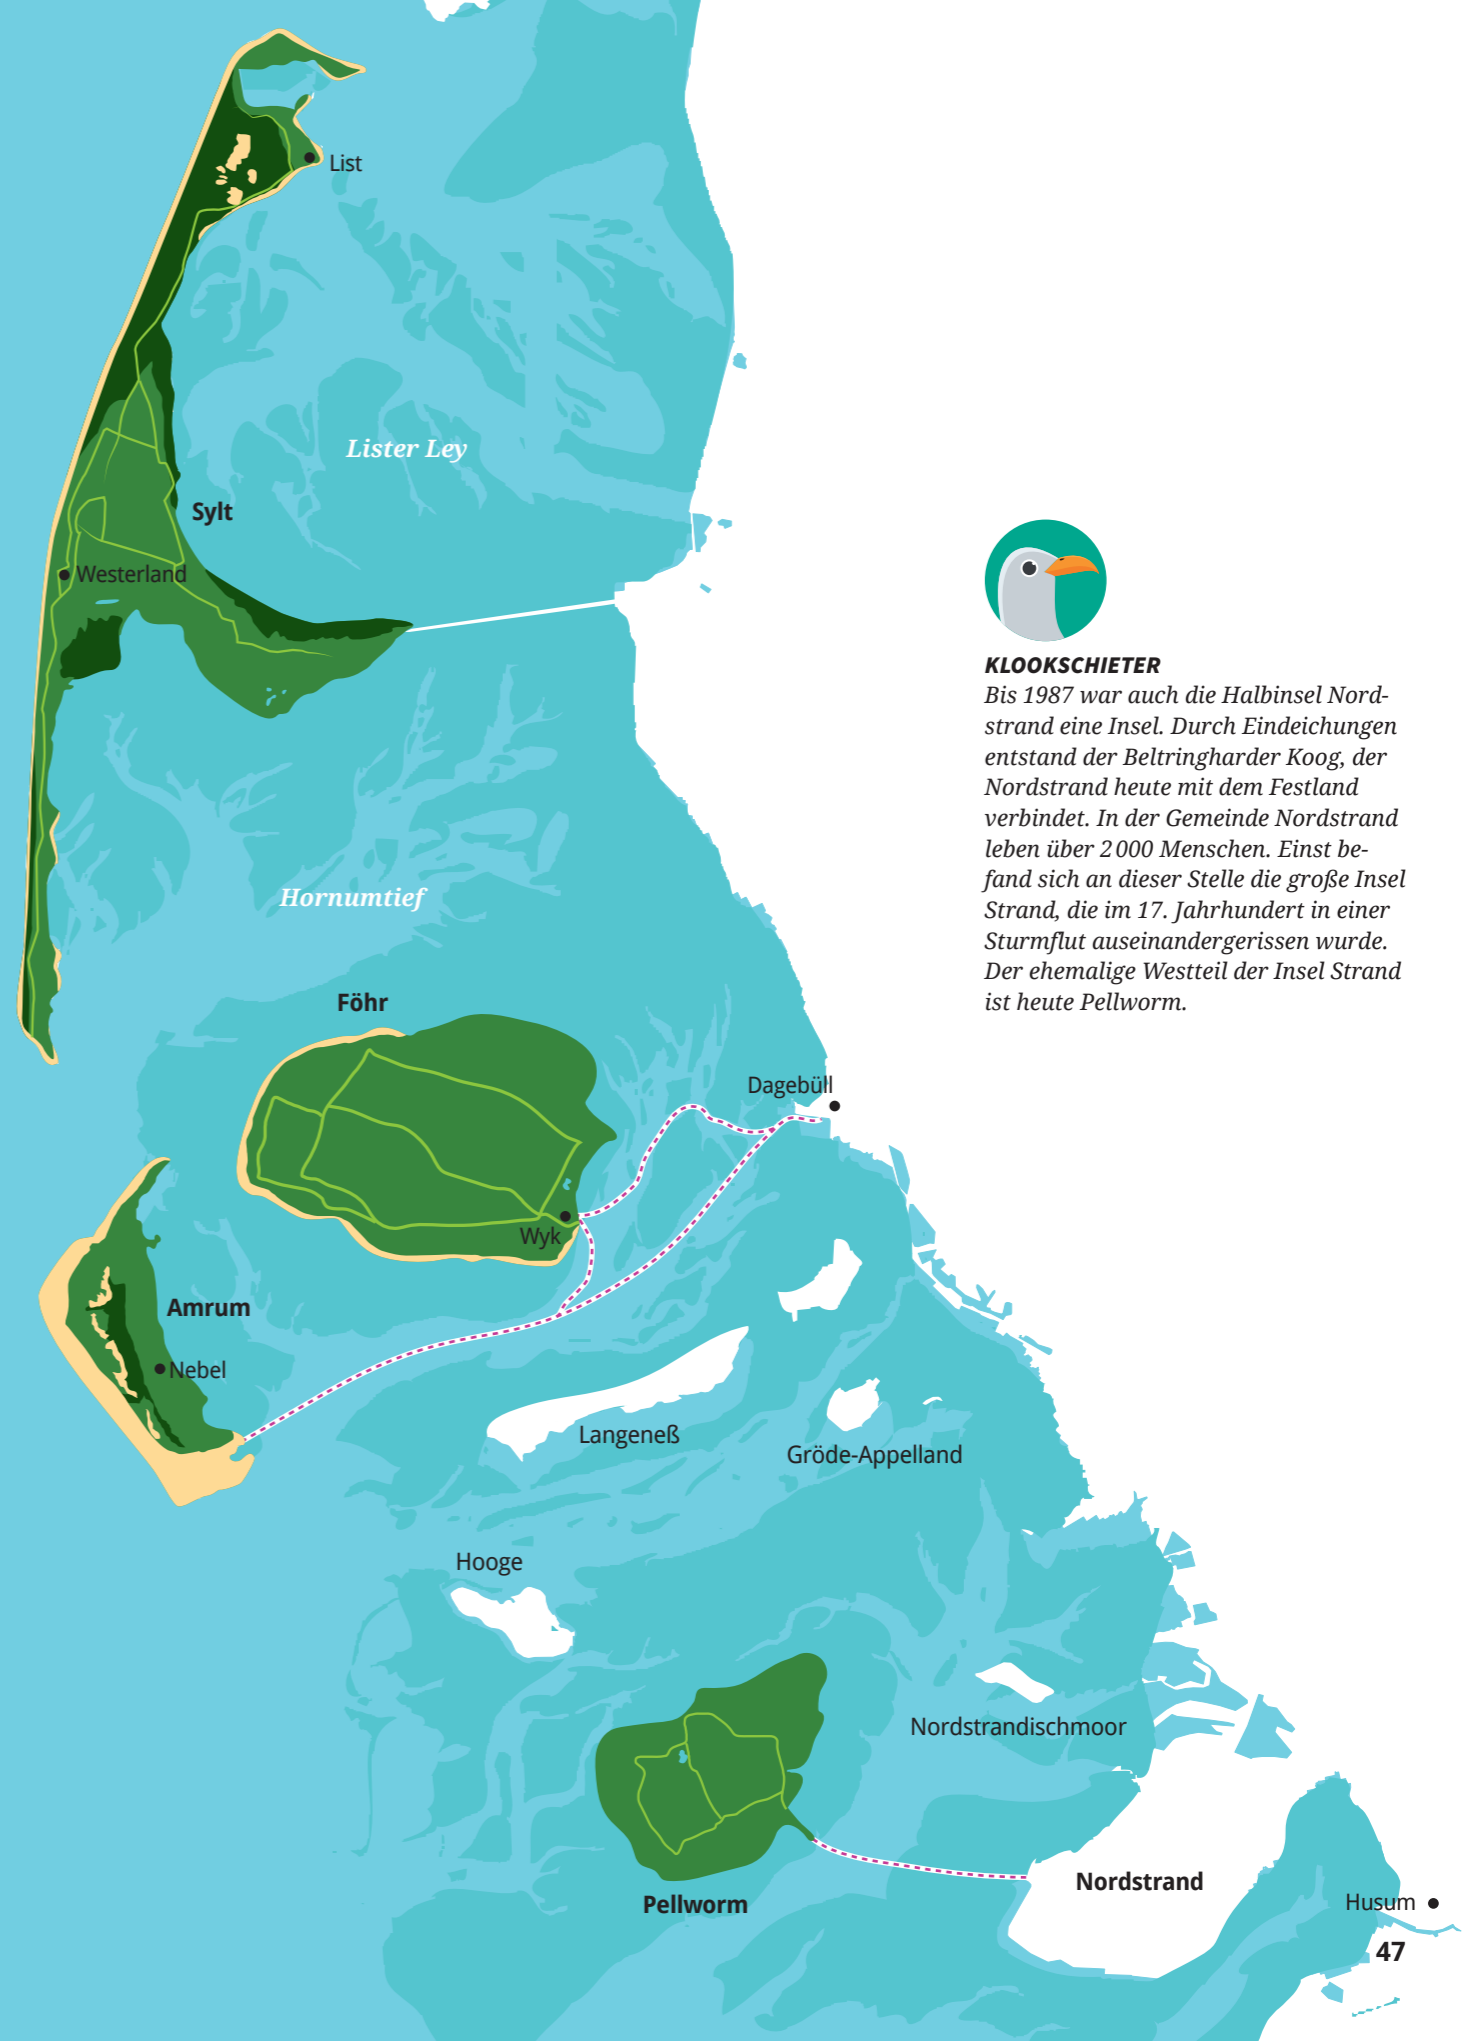 List
Lister Ley
Sylt
Westerland
KLOOKSCHIETER
Bis 1987 war auch die Halbinsel Nord-
strand eine Insel. Durch Eindeichungen
entstand der Beltringharder Koog, der
Nordstrand heute mit dem Festland
verbindet. In der Gemeinde Nordstrand
leben über 2 000 Menschen. Einst be-
fand sich an dieser Stelle die große Insel
Strand, die im 17. Jahrhundert in einer
Sturmflut auseinandergerissen wurde.
Der ehemalige Westteil der Insel Strand
ist heute Pellworm.
Hornumtief
Föhr
Dagebüll
Wyk
Amrum
Nebel
Langeneß
Gröde-Appelland
Hooge
Nordstrandischmoor
Nordstrand
Pellworm
Husum
47